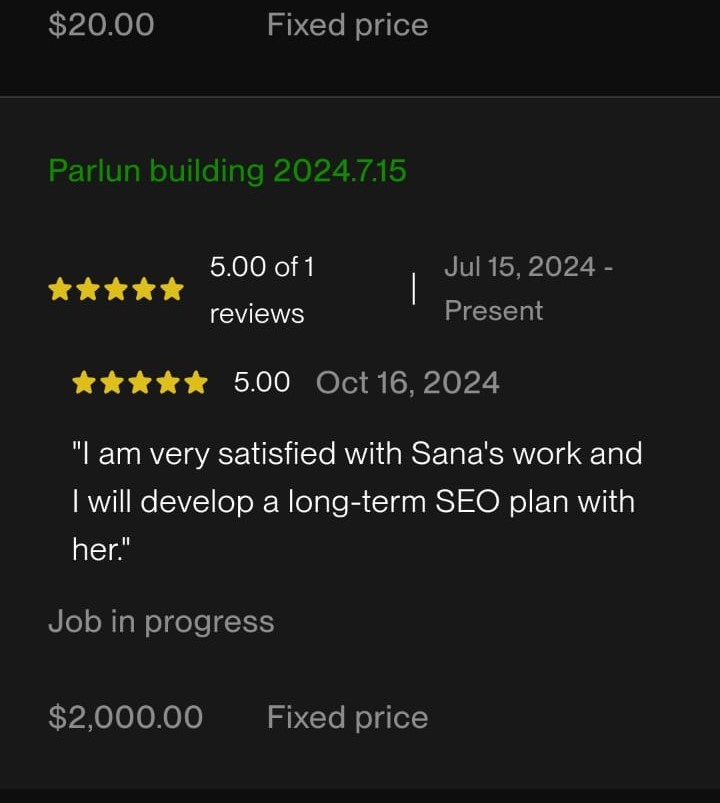 $20.00 Fixed price
Parlun building 2024.7.15
5.00 of 1
reviews
Jul 15, 2024 -
Present
5.00 Oct 16, 2024
"I am very satisfied with Sana's work and
I will develop a long-term SEO plan with
her."
Job in progress
$2,000.00 Fixed price